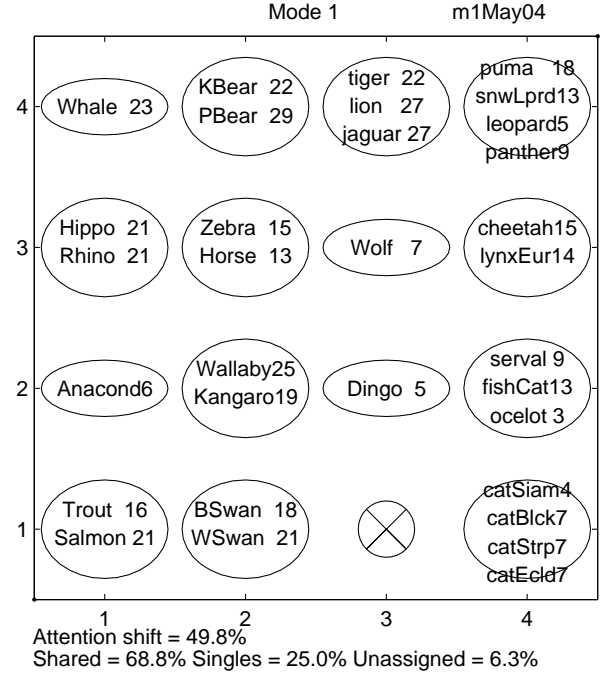 Mode 1 m1May04
4
Whale 23
KBear 22
PBear 29
tiger 22
lion 27
jaguar 27
puma 18
snwLprd13
leopard5
panther9
3
Hippo 21
Rhino 21
Zebra 15
Horse 13
Wolf 7
cheetah15
lynxEur14
2
Anacond6
Wallaby25
Kangaro19
Dingo 5
serval 9
fishCat13
ocelot 3
1
Trout 16
Salmon 21
BSwan 18
WSwan 21
catSiam4
catBlck7
catStrp7
catEcld7
1 2 3 4
Attention shift = 49.8%
Shared = 68.8% Singles = 25.0% Unassigned = 6.3%